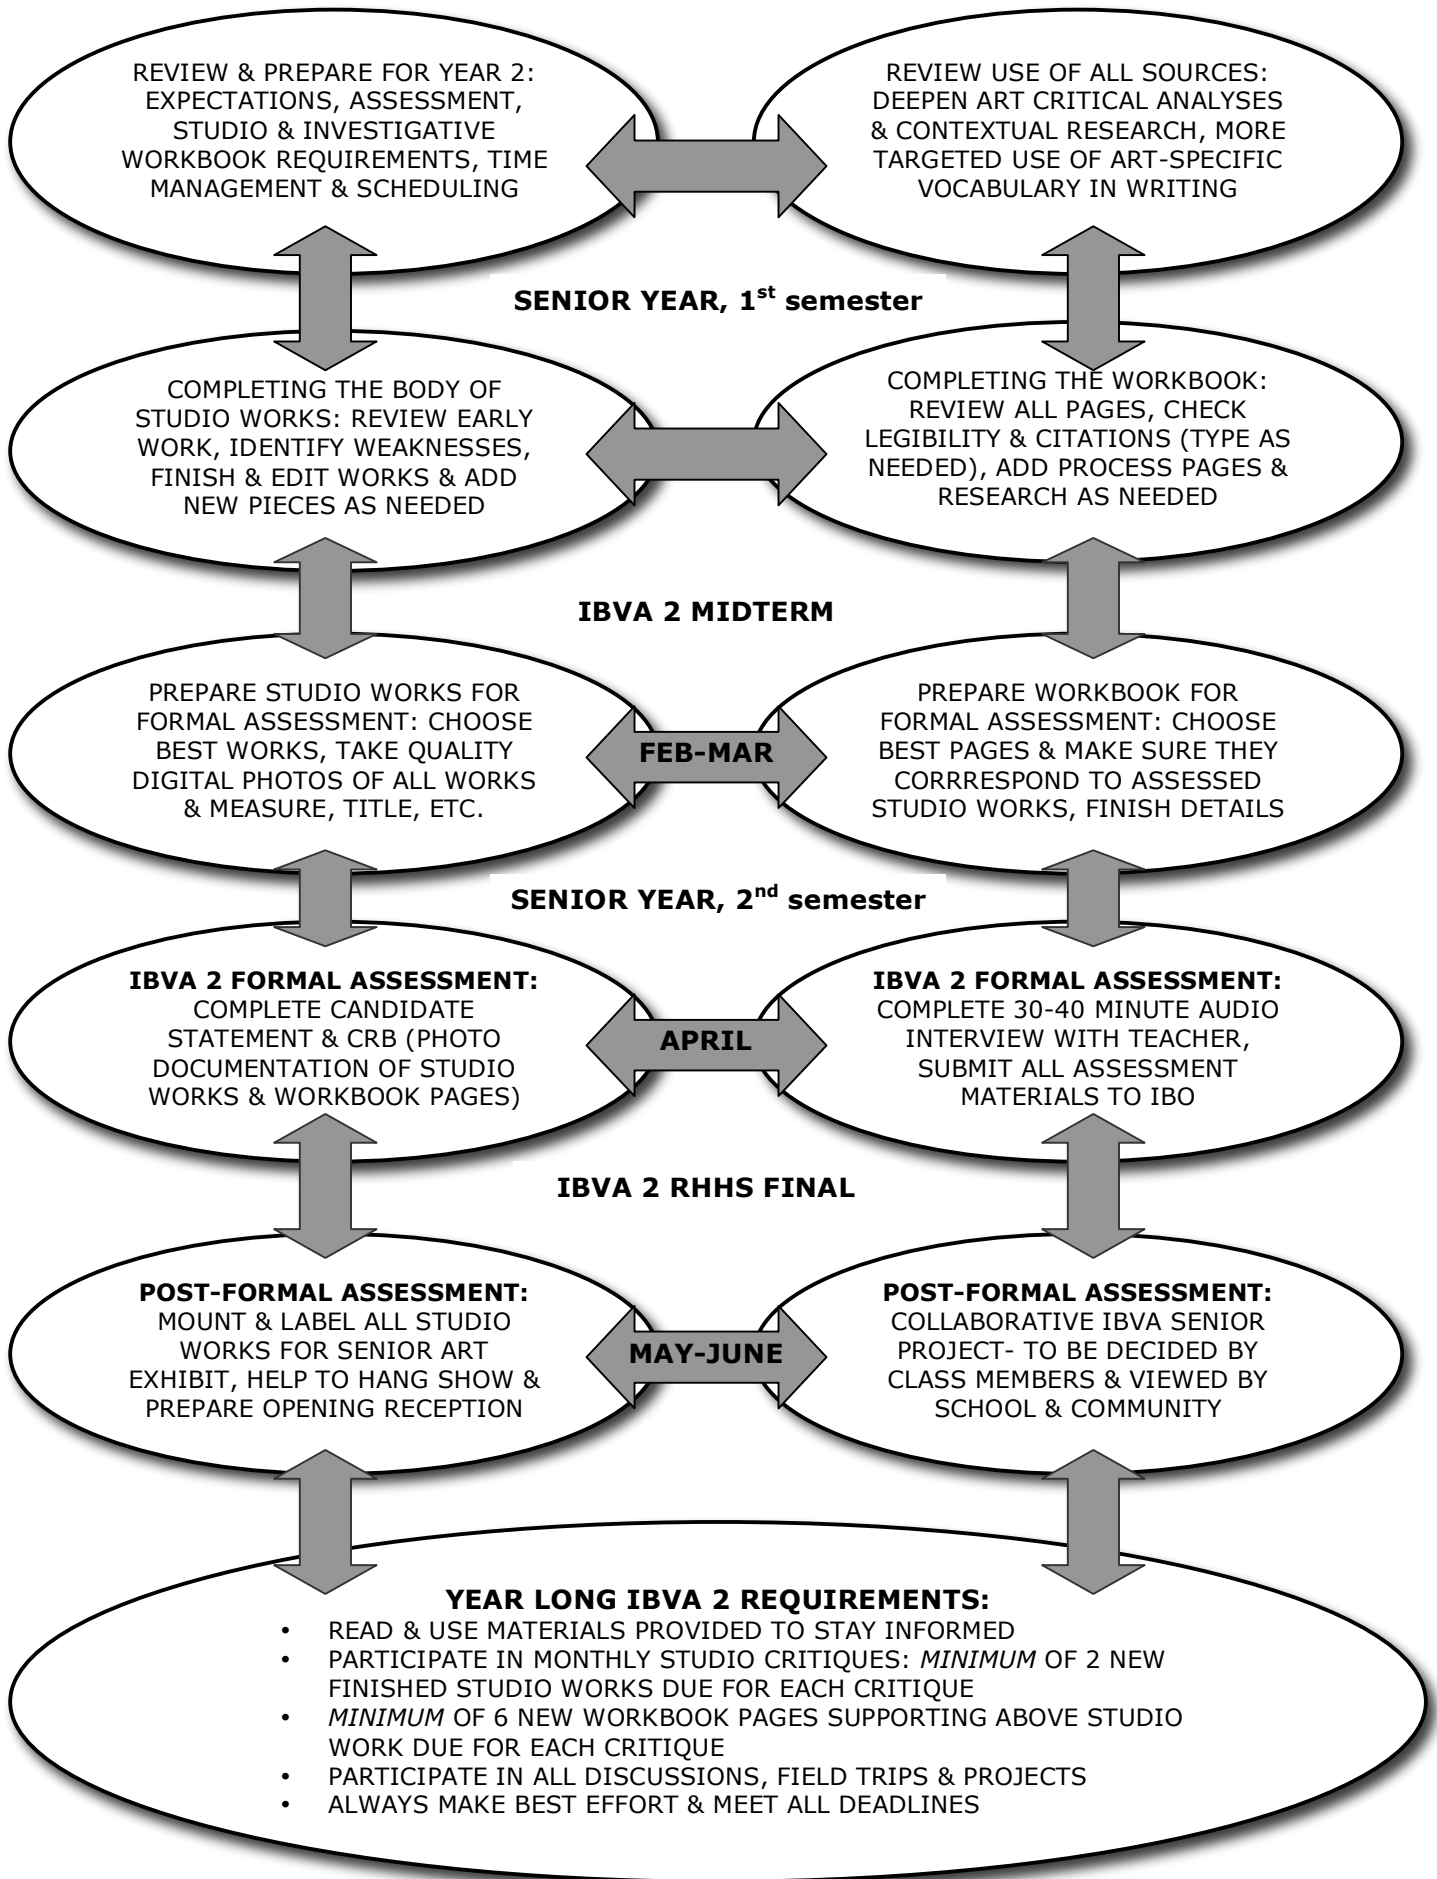 REVIEW & PREPARE FOR YEAR 2:
EXPECTATIONS, ASSESSMENT,
STUDIO & INVESTIGATIVE
WORKBOOK REQUIREMENTS, TIME
MANAGEMENT & SCHEDULING
REVIEW USE OF ALL SOURCES:
DEEPEN ART CRITICAL ANALYSES
& CONTEXTUAL RESEARCH, MORE
TARGETED USE OF ART-SPECIFIC
VOCABULARY IN WRITING
SENIOR YEAR, 1st semester
COMPLETING THE BODY OF
STUDIO WORKS: REVIEW EARLY
WORK, IDENTIFY WEAKNESSES,
FINISH & EDIT WORKS & ADD
NEW PIECES AS NEEDED
COMPLETING THE WORKBOOK:
REVIEW ALL PAGES, CHECK
LEGIBILITY & CITATIONS (TYPE AS
NEEDED), ADD PROCESS PAGES &
RESEARCH AS NEEDED
IBVA 2 MIDTERM
PREPARE STUDIO WORKS FOR
FORMAL ASSESSMENT: CHOOSE
BEST WORKS, TAKE QUALITY
DIGITAL PHOTOS OF ALL WORKS
& MEASURE, TITLE, ETC.
FEB-MAR
PREPARE WORKBOOK FOR
FORMAL ASSESSMENT: CHOOSE
BEST PAGES & MAKE SURE THEY
CORRRESPOND TO ASSESSED
STUDIO WORKS, FINISH DETAILS
SENIOR YEAR, 2nd semester
IBVA 2 FORMAL ASSESSMENT:
COMPLETE CANDIDATE
STATEMENT & CRB (PHOTO
DOCUMENTATION OF STUDIO
WORKS & WORKBOOK PAGES)
APRIL
IBVA 2 FORMAL ASSESSMENT:
COMPLETE 30-40 MINUTE AUDIO
INTERVIEW WITH TEACHER,
SUBMIT ALL ASSESSMENT
MATERIALS TO IBO
IBVA 2 RHHS FINAL
POST-FORMAL ASSESSMENT:
MOUNT & LABEL ALL STUDIO
WORKS FOR SENIOR ART
EXHIBIT, HELP TO HANG SHOW &
PREPARE OPENING RECEPTION
MAY-JUNE
POST-FORMAL ASSESSMENT:
COLLABORATIVE IBVA SENIOR
PROJECT- TO BE DECIDED BY
CLASS MEMBERS & VIEWED BY
SCHOOL & COMMUNITY
YEAR LONG IBVA 2 REQUIREMENTS:
• READ & USE MATERIALS PROVIDED TO STAY INFORMED
• PARTICIPATE IN MONTHLY STUDIO CRITIQUES: MINIMUM OF 2 NEW
FINISHED STUDIO WORKS DUE FOR EACH CRITIQUE
• MINIMUM OF 6 NEW WORKBOOK PAGES SUPPORTING ABOVE STUDIO
WORK DUE FOR EACH CRITIQUE
• PARTICIPATE IN ALL DISCUSSIONS, FIELD TRIPS & PROJECTS
• ALWAYS MAKE BEST EFFORT & MEET ALL DEADLINES